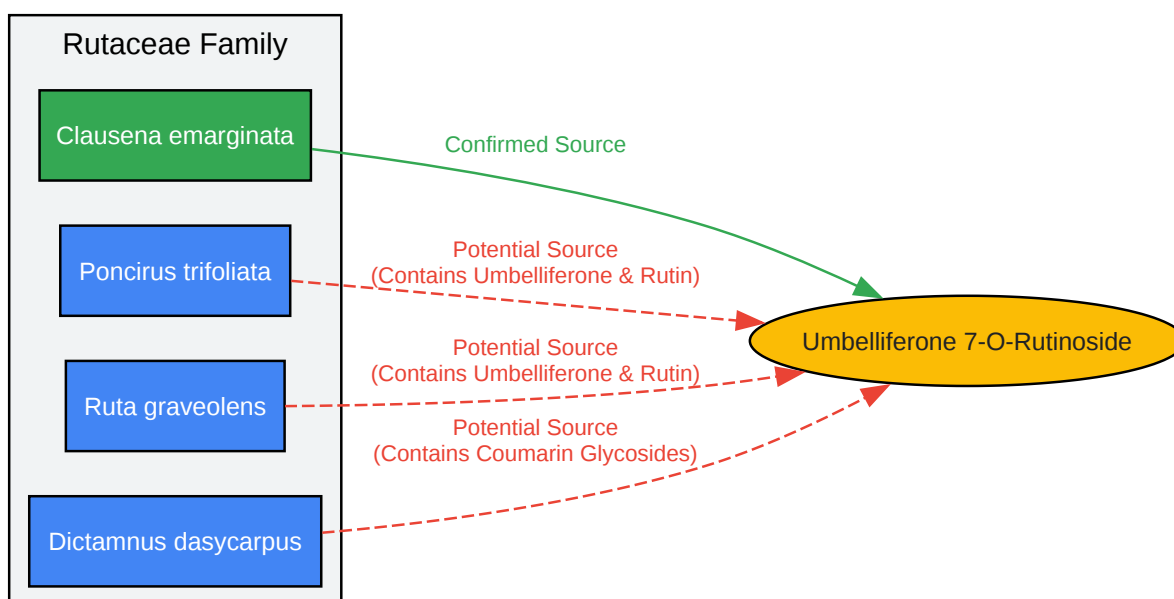 Rutaceae Family
Clausena emarginata
Confirmed Source
Poncirus trifoliata
Potential Source
(Contains Umbelliferone & Rutin)
Umbelliferone 7-O-Rutinoside
Ruta graveolens
Potential Source
(Contains Umbelliferone & Rutin)
Dictamnus dasycarpus
Potential Source
(Contains Coumarin Glycosides)